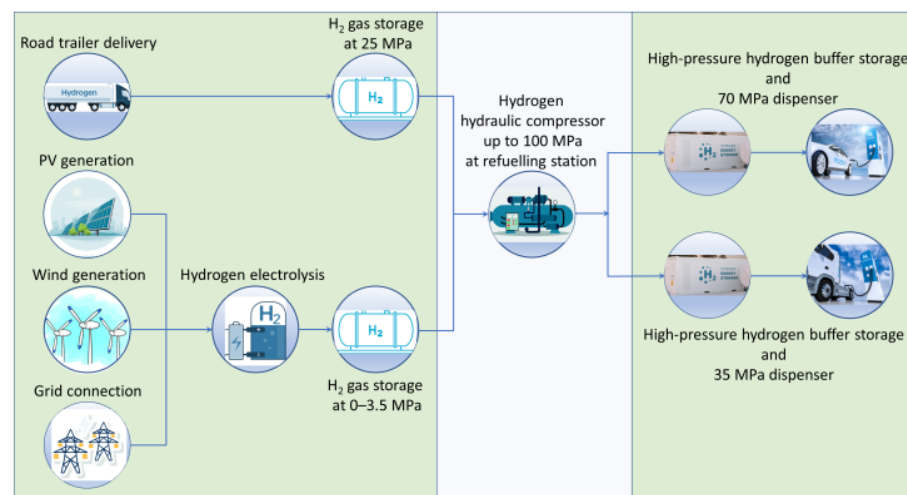 Road trailer delivery
Hydrogen
H₂ gas storage
at 25 MPa
H₂
PV generation
Wind generation
Hydrogen electrolysis
H₂
H₂
Grid connection
H₂ gas storage
at 0–3.5 MPa
Hydrogen
hydraulic compressor
up to 100 MPa
at refuelling station
High-pressure hydrogen buffer storage
and
70 MPa dispenser
H₂
High-pressure hydrogen buffer storage
and
35 MPa dispenser
H₂